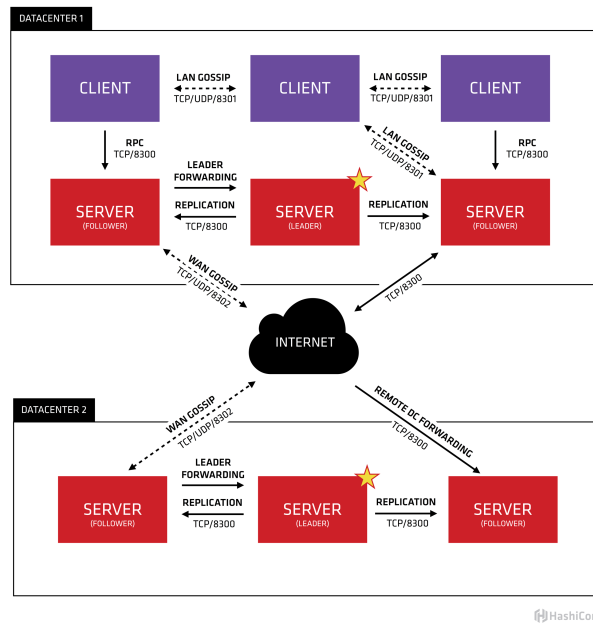 DATACENTER 1
CLIENT
LAN GOSSIP
TCP/UDP/8301
CLIENT
LAN GOSSIP
TCP/UDP/8301
CLIENT
RPC
TCP/8300
LAN GOSSIP
TCP/UDP/8301
RPC
TCP/8300
SERVER
(FOLLOWER)
LEADER
FORWARDING
REPLICATION
TCP/8300
SERVER
(LEADER)
REPLICATION
TCP/8300
SERVER
(FOLLOWER)
WAN GOSSIP
TCP/UDP/8302
TCP/8300
INTERNET
WAN GOSSIP
TCP/UDP/8302
REMOTE DC FORWARDING
TCP/8300
DATACENTER 2
SERVER
(FOLLOWER)
LEADER
FORWARDING
REPLICATION
TCP/8300
SERVER
(LEADER)
REPLICATION
TCP/8300
SERVER
(FOLLOWER)